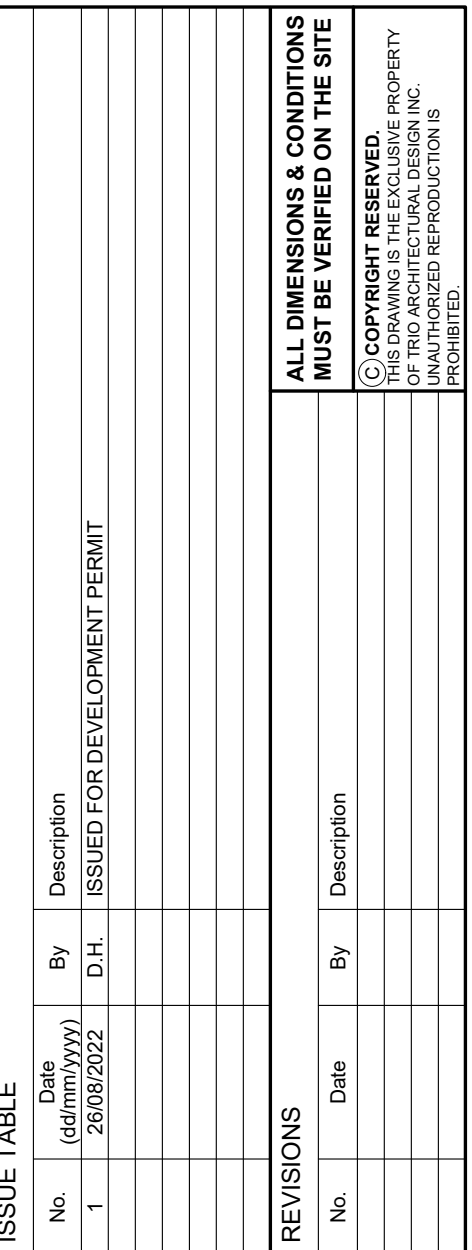 ISSUE TABLE
No. Date (dd/mm/yyyy) By Description
1 26/08/2022 D.H. ISSUED FOR DEVELOPMENT PERMIT
REVISIONS
No. Date By Description
ALL DIMENSIONS & CONDITIONS
MUST BE VERIFIED ON THE SITE
© COPYRIGHT RESERVED.
THIS DRAWING IS THE EXCLUSIVE PROPERTY
OF TRIO ARCHITECTURAL DESIGN INC.
UNAUTHORIZED REPRODUCTION IS
PROHIBITED.